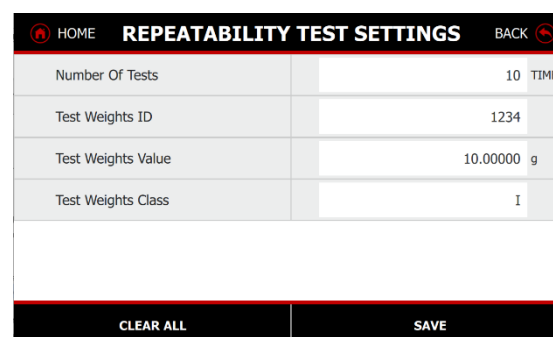 HOME REPEATABILITY TEST SETTINGS BACK
Number Of Tests 10 TIM
Test Weights ID 1234
Test Weights Value 10.00000 g
Test Weights Class I
CLEAR ALL SAVE